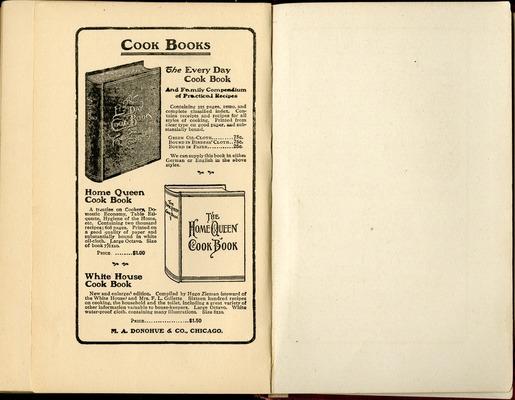 COOK BOOKS
The Every Day
Cook Book
And Family Compendium
of Practical Recipes
Containing 315 pages, 12mo. and
complete classified index. Con-
tains receipts and recipes for all
styles of cooking. Printed from
clear type on good paper, and sub-
stantially bound.
GREEN OIL-CLOTH..........75c.
BOUND IN BINDERS' CLOTH..75c.
BOUND IN PAPER............25c.
We can supply this book in either
German or English in the above
styles.
Home Queen
Cook Book
A treatise on Cookery, Do-
mestic Economy, Table Eti-
quette, Hygiene of the Home,
etc. Containing two thousand
recipes; 608 pages. Printed on
a good quality of paper and
substantially bound in white
oil-cloth. Large Octavo. Size
of book
PRICE .......$1.00
The
HOME QUEEN
COOK BOOK
White House
Cook Book
New and enlarged edition. Compiled by Hugo Zieman (steward of
the White House) and Mrs. F. L. Gillette. Sixteen hundred recipes
on cooking, the household and the toilet, including a great variety of
other information valuable to house-keepers. Large Octavo. White
water-proof cloth, containing many illustrations. Size 8x10.
PRICE..................$1.50
M. A. DONOHUE & CO., CHICAGO.